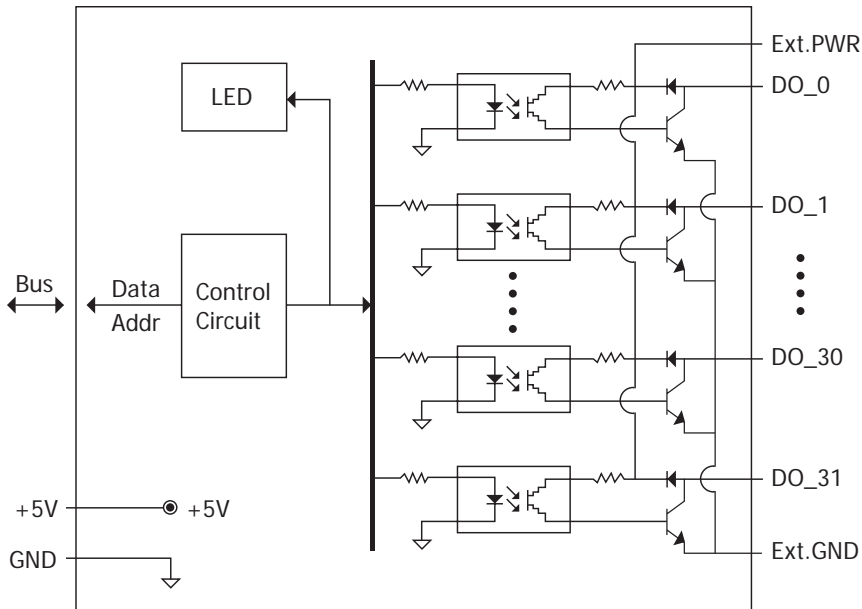 Ext.PWR
LED
DO_0
DO_1
Bus
Data
Addr
Control
Circuit
DO_30
DO_31
+5V
+5V
GND
Ext.GND